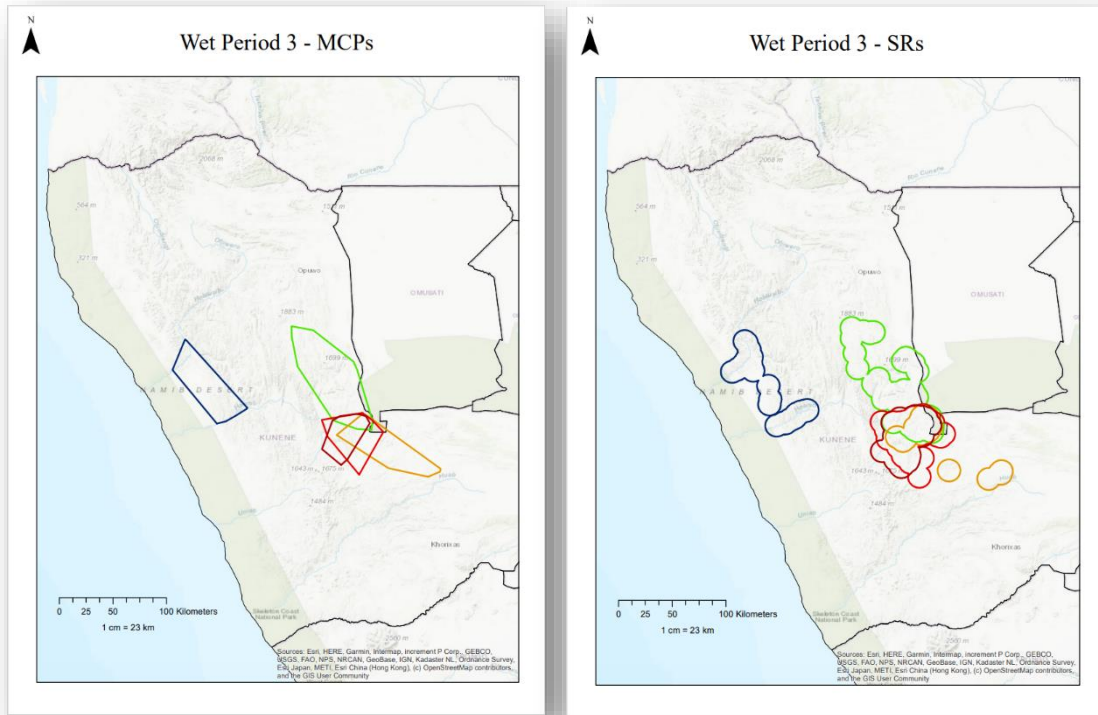 N
Wet Period 3 - MCPs
2068 m
Rio Cunene
564 m
321 m
Opuwo
OMUSATI
1883 m
1699 m
NAMIB DESERT
KUNENE
1643 m
1675 m
1484 m
Khorixas
Skeleton Coast
National Park
0 25 50 100 Kilometers
1 cm = 23 km
Sources: Esri, HERE, Garmin, Intermap, increment P Corp., GEBCO,
USGS, FAO, NPS, NRCAN, GeoBase, IGN, Kadaster NL, Ordnance Survey,
Esri Japan, METI, Esri China (Hong Kong), (c) OpenStreetMap contributors,
and the GIS User Community
N
Wet Period 3 - SRs
2068 m
Rio Cunene
564 m
321 m
Opuwo
OMUSATI
1883 m
1699 m
NAMIB DESERT
KUNENE
1643 m
1484 m
Khorixas
Skeleton Coast
National Park
0 25 50 100 Kilometers
1 cm = 23 km
Sources: Esri, HERE, Garmin, Intermap, increment P Corp., GEBCO,
USGS, FAO, NPS, NRCAN, GeoBase, IGN, Kadaster NL, Ordnance Survey,
Esri Japan, METI, Esri China (Hong Kong), (c) OpenStreetMap contributors,
and the GIS User Community